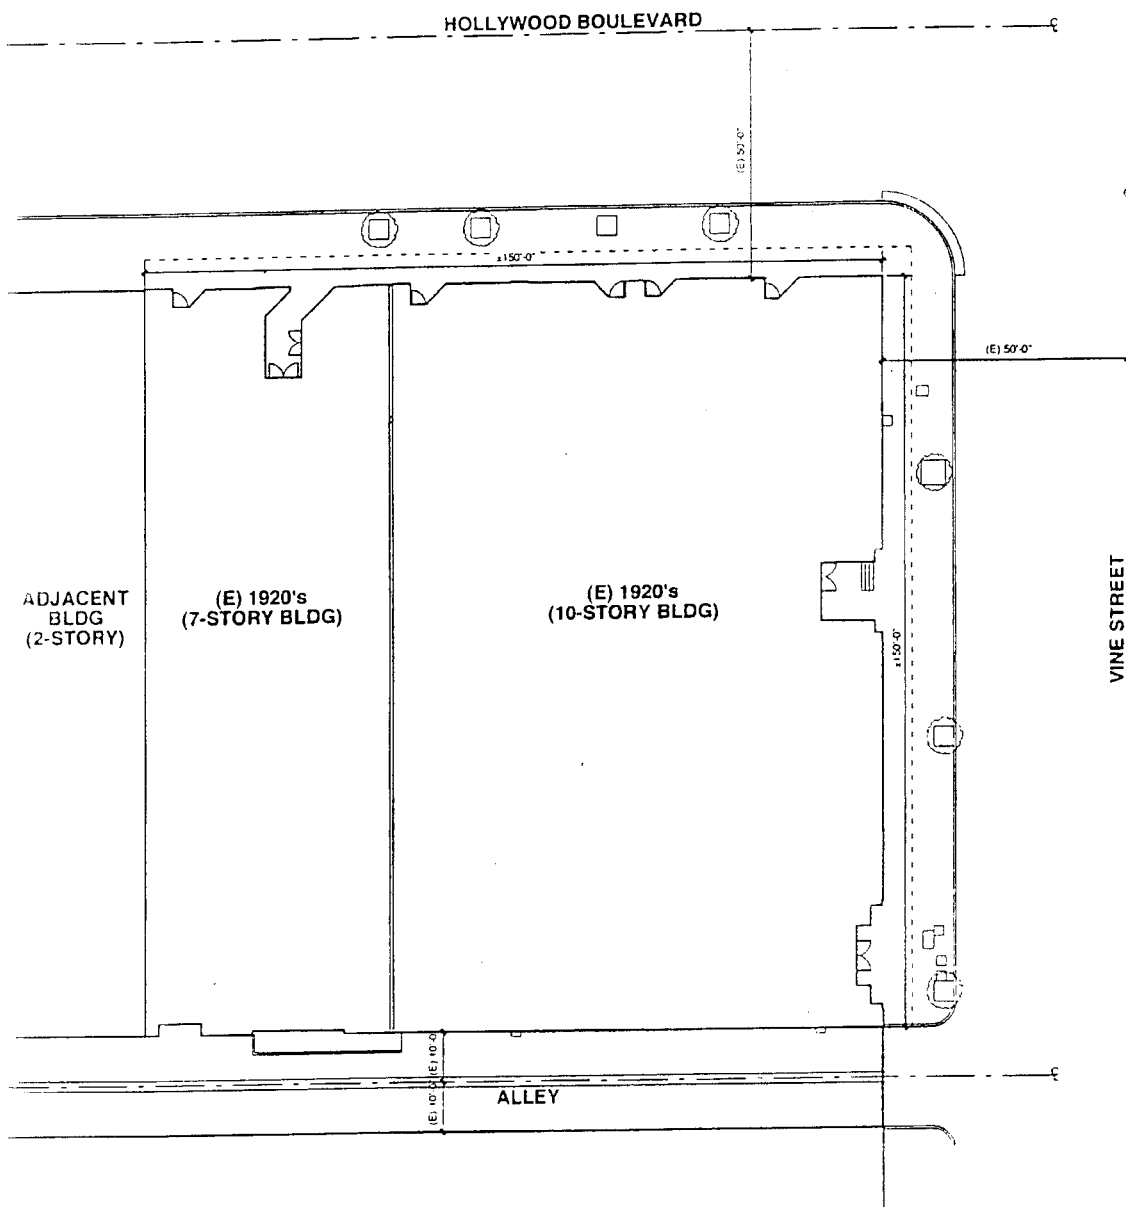 HOLLYWOOD BOULEVARD
℄
(E) 50'-0"
±150'-0"
(E) 50'-0"
ADJACENT
BLDG
(2-STORY)
(E) 1920's
(7-STORY BLDG)
(E) 1920's
(10-STORY BLDG)
±150'-0"
VINE STREET
(E) 10'-0"
(E) 10'-0"
℄
ALLEY